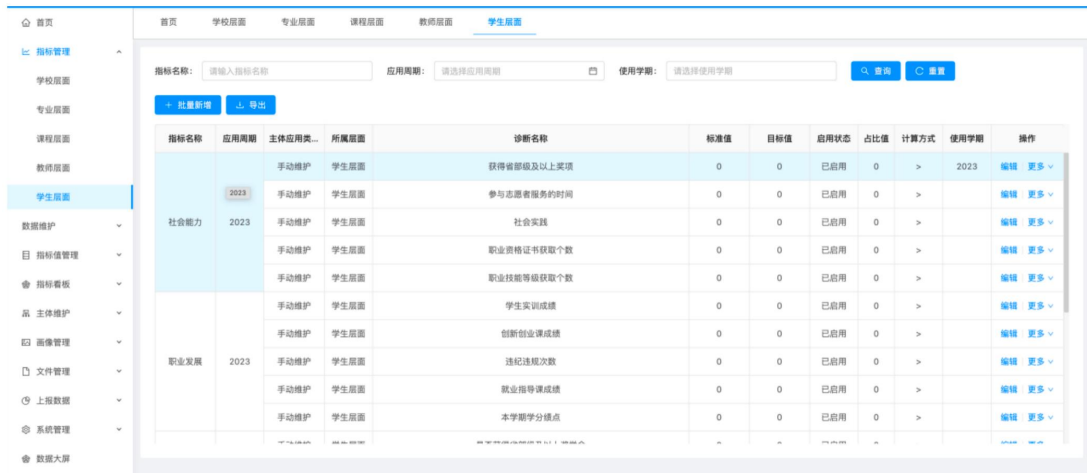 首页
指标管理
学校层面
专业层面
课程层面
教师层面
学生层面
数据维护
指标值管理
指标看板
主体维护
画像管理
文件管理
上报数据
系统管理
数据大屏
首页 学校层面 专业层面 课程层面 教师层面 学生层面
指标名称: 请输入指标名称 应用周期: 请选择应用周期 使用学期: 请选择使用学期 查询 重置
+ 批量新增 导出
指标名称 应用周期 主体应用类... 所属层面 诊断名称 标准值 目标值 启用状态 占比值 计算方式 使用学期 操作
手动维护 学生层面 获得省部级及以上奖项 0 0 已启用 0 > 2023 编辑 更多
2023 手动维护 学生层面 参与志愿者服务的时间 0 0 已启用 0 > 编辑 更多
社会能力 2023 手动维护 学生层面 社会实践 0 0 已启用 0 > 编辑 更多
手动维护 学生层面 职业资格证书获取个数 0 0 已启用 0 > 编辑 更多
手动维护 学生层面 职业技能等级获取个数 0 0 已启用 0 > 编辑 更多
手动维护 学生层面 学生实训成绩 0 0 已启用 0 > 编辑 更多
手动维护 学生层面 创新创业课成绩 0 0 已启用 0 > 编辑 更多
职业发展 2023 手动维护 学生层面 违纪违规次数 0 0 已启用 0 > 编辑 更多
手动维护 学生层面 就业指导课成绩 0 0 已启用 0 > 编辑 更多
手动维护 学生层面 本学期学分绩点 0 0 已启用 0 > 编辑 更多